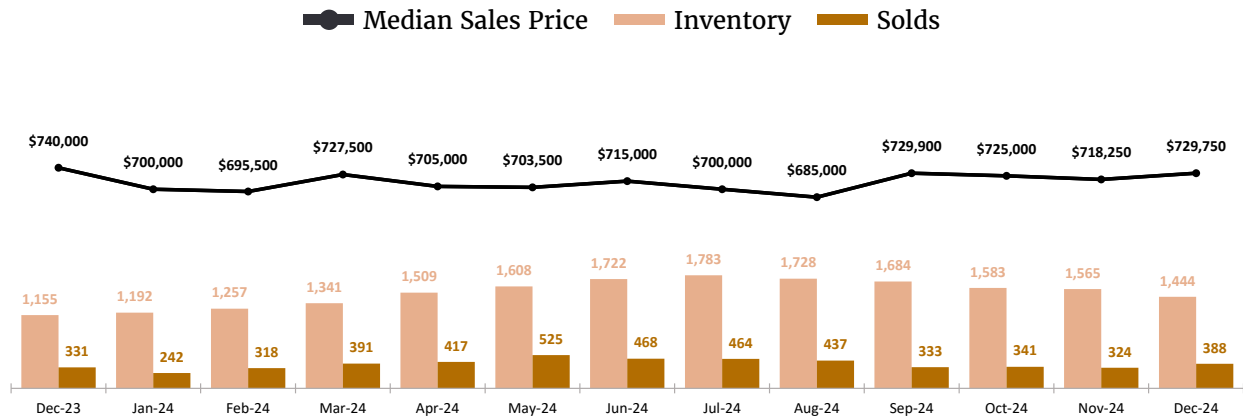 Median Sales Price Inventory Solds
$740,000 $700,000 $695,500 $727,500 $705,000 $703,500 $715,000 $700,000 $685,000 $729,900 $725,000 $718,250 $729,750
1,155 1,192 1,257 1,341 1,509 1,608 1,722 1,783 1,728 1,684 1,583 1,565 1,444
331 242 318 391 417 525 468 464 437 333 341 324 388
Dec-23 Jan-24 Feb-24 Mar-24 Apr-24 May-24 Jun-24 Jul-24 Aug-24 Sep-24 Oct-24 Nov-24 Dec-24